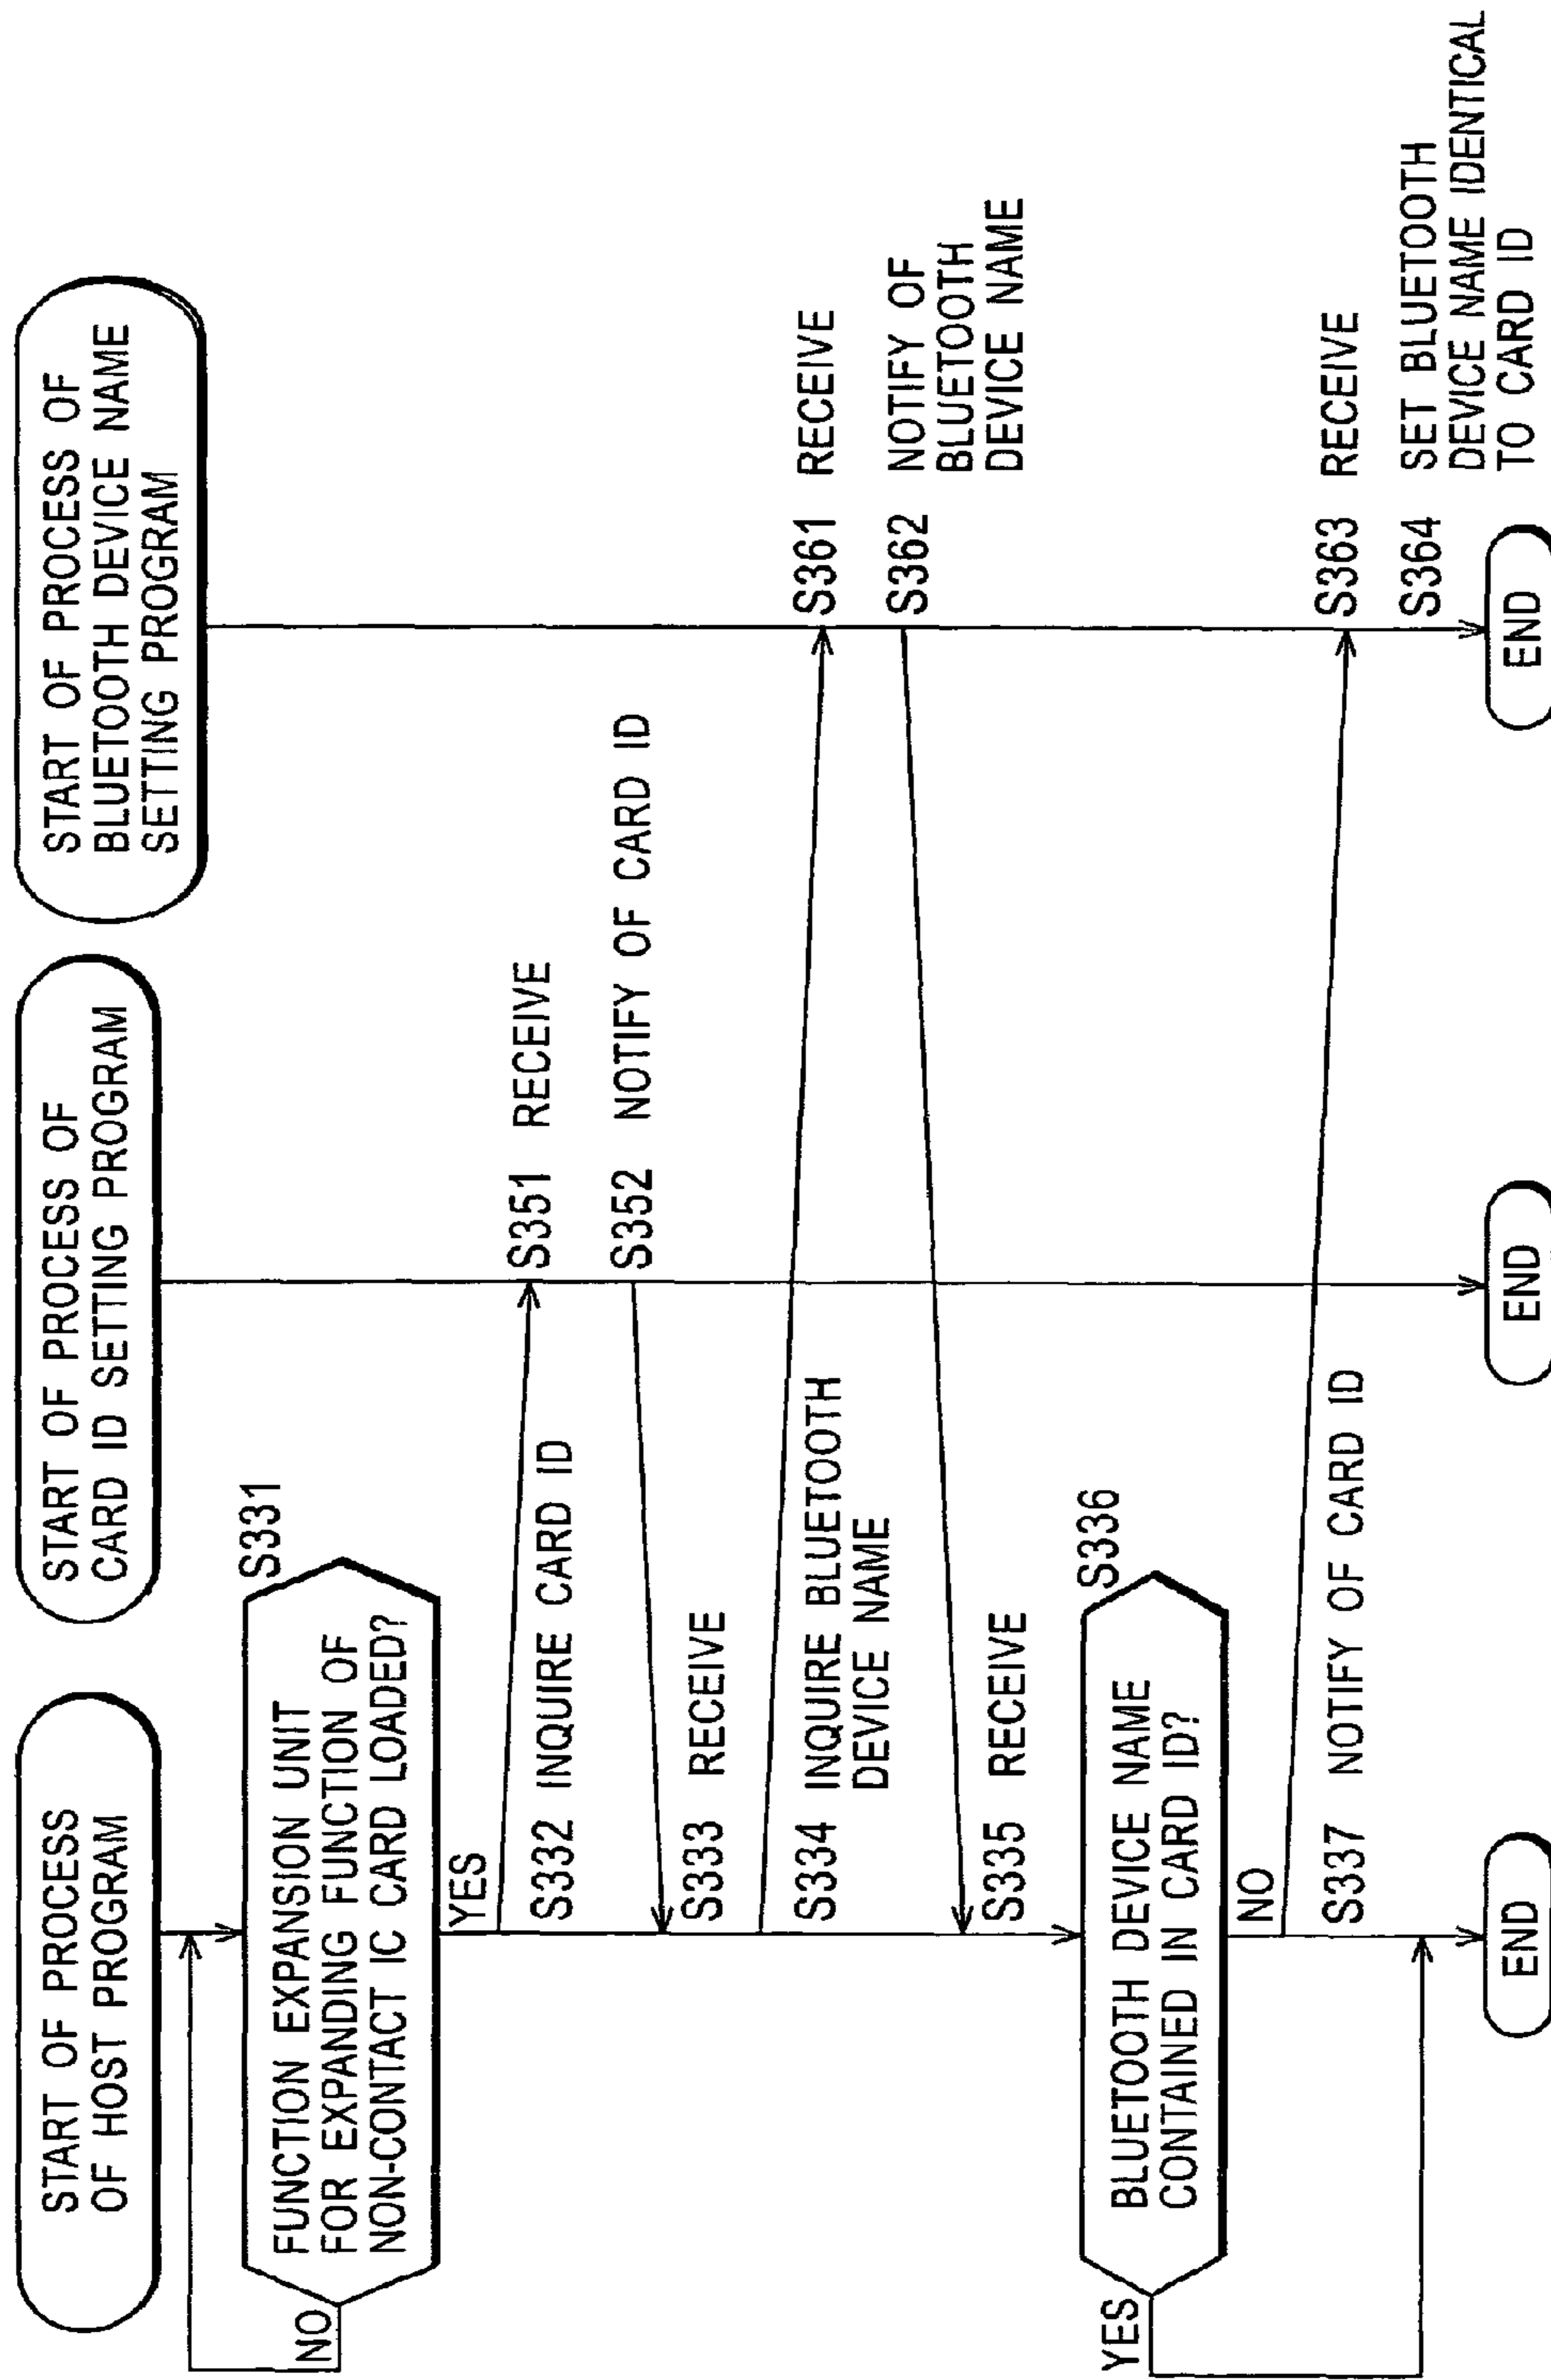 START OF PROCESS
OF HOST PROGRAM
START OF PROCESS OF
CARD ID SETTING PROGRAM
START OF PROCESS OF
BLUETOOTH DEVICE NAME
SETTING PROGRAM
NO
FUNCTION EXPANSION UNIT
FOR EXPANDING FUNCTION OF
NON-CONTACT IC CARD LOADED?
S331
YES
S332 INQUIRE CARD ID
S351 RECEIVE
S352 NOTIFY OF CARD ID
S333 RECEIVE
S334 INQUIRE BLUETOOTH
DEVICE NAME
S361 RECEIVE
S362 NOTIFY OF
BLUETOOTH
DEVICE NAME
S335 RECEIVE
S336
BLUETOOTH DEVICE NAME
CONTAINED IN CARD ID?
YES
NO
S337 NOTIFY OF CARD ID
S363 RECEIVE
S364 SET BLUETOOTH
DEVICE NAME IDENTICAL
TO CARD ID
END
END
END